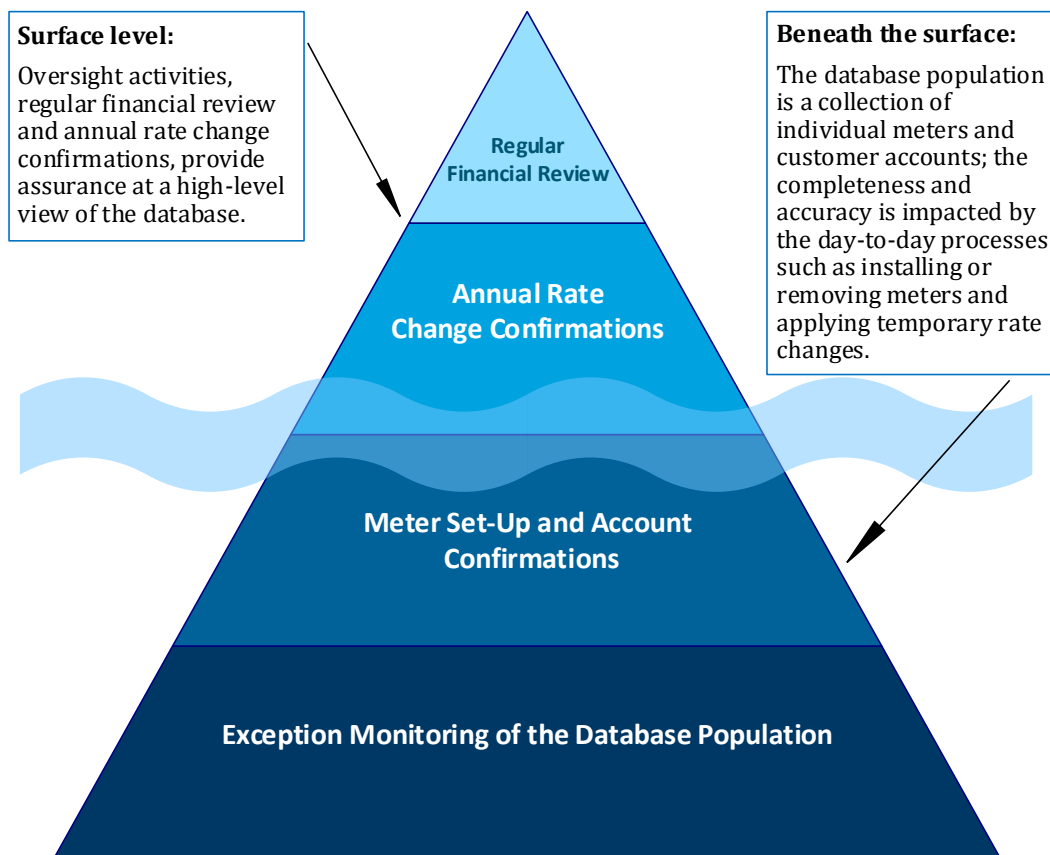 Surface level:
Oversight activities,
regular financial review
and annual rate change
confirmations, provide
assurance at a high-level
view of the database.
Beneath the surface:
The database population
is a collection of
individual meters and
customer accounts; the
completeness and
accuracy is impacted by
the day-to-day processes
such as installing or
removing meters and
applying temporary rate
changes.
Regular
Financial Review
Annual Rate
Change Confirmations
Meter Set-Up and Account
Confirmations
Exception Monitoring of the Database Population